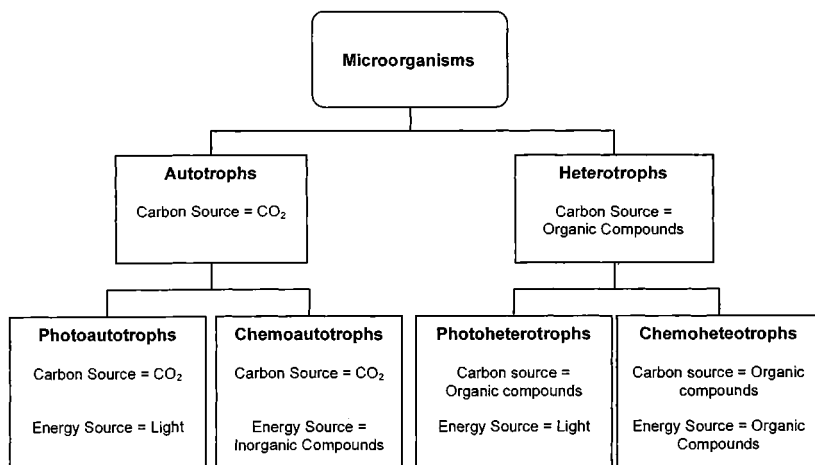 Microorganisms
Autotrophs
Carbon Source = CO₂
Heterotrophs
Carbon Source =
Organic Compounds
Photoautotrophs
Carbon Source = CO₂
Energy Source = Light
Chemoautotrophs
Carbon Source = CO₂
Energy Source =
Inorganic Compounds
Photoheterotrophs
Carbon source =
Organic compounds
Energy Source = Light
Chemoheteotrophs
Carbon source = Organic
compounds
Energy Source = Organic
Compounds